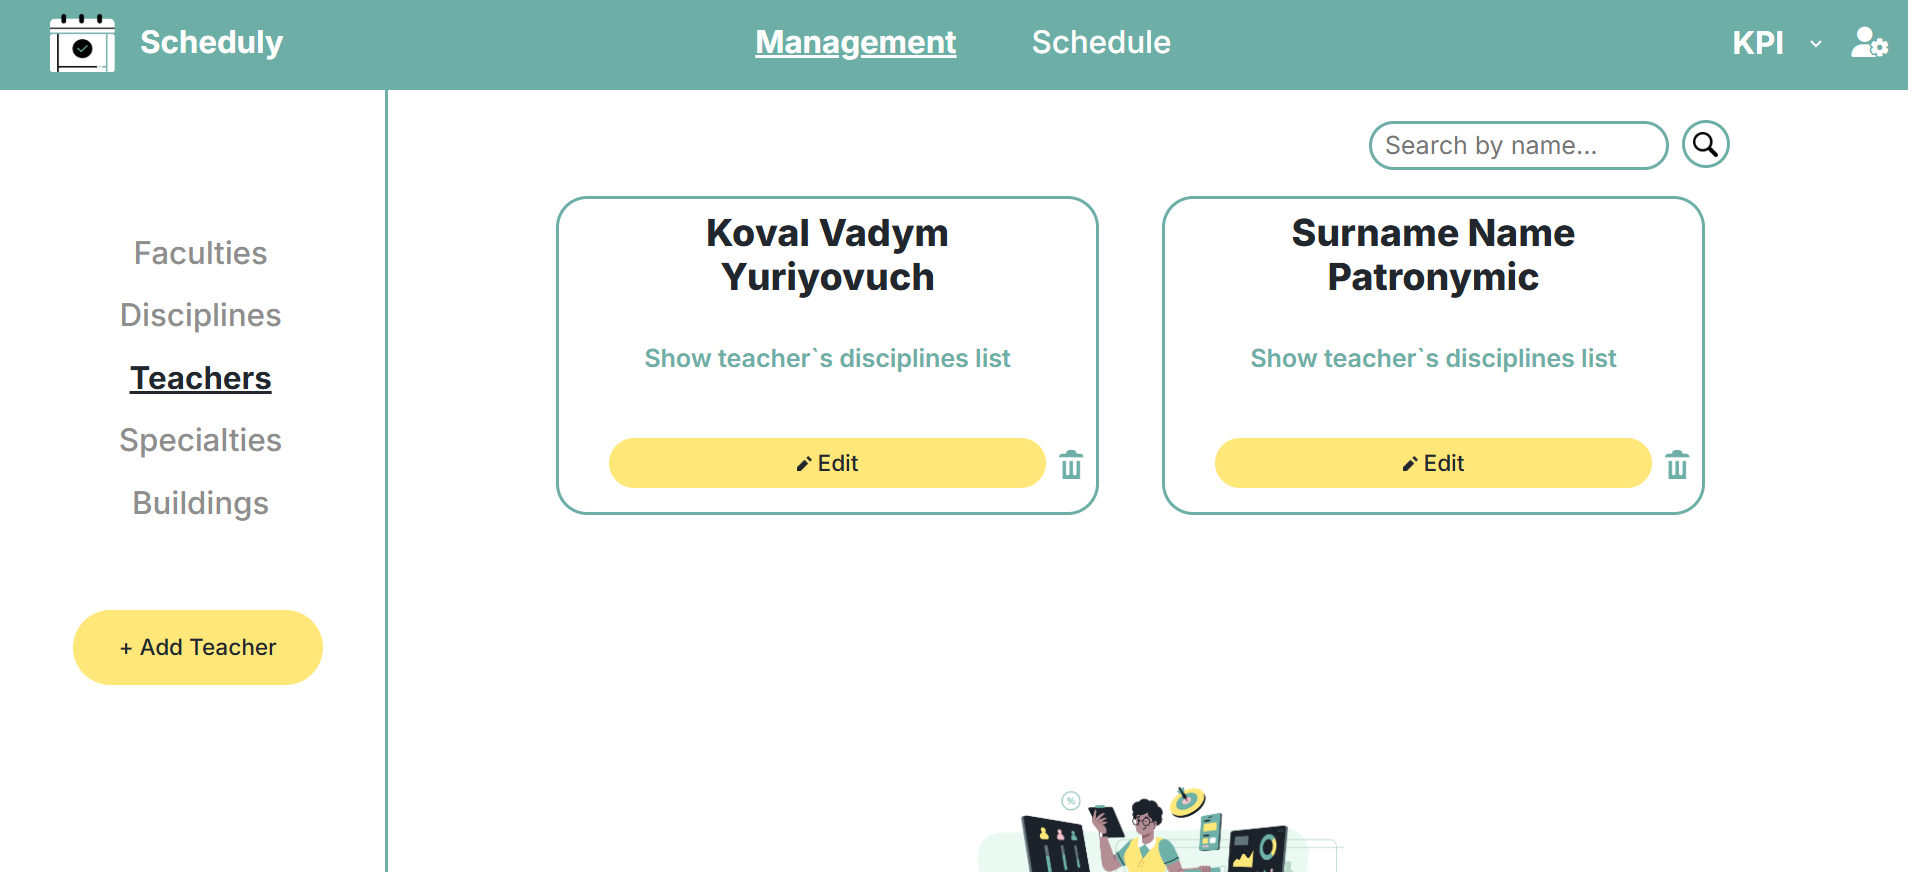 Scheduly
Management
Schedule
KPI
Search by name...
Faculties
Disciplines
Teachers
Specialties
Buildings
+ Add Teacher
Koval Vadym
Yuriyovuch
Show teacher`s disciplines list
Edit
Surname Name
Patronymic
Show teacher`s disciplines list
Edit
%